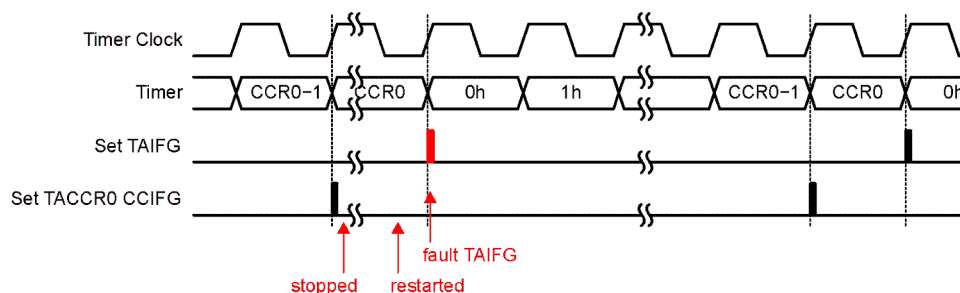 Timer Clock
Timer CCR0−1 CCR0 0h 1h CCR0−1 CCR0 0h
Set TAIFG
Set TACCR0 CCIFG
fault TAIFG
stopped restarted